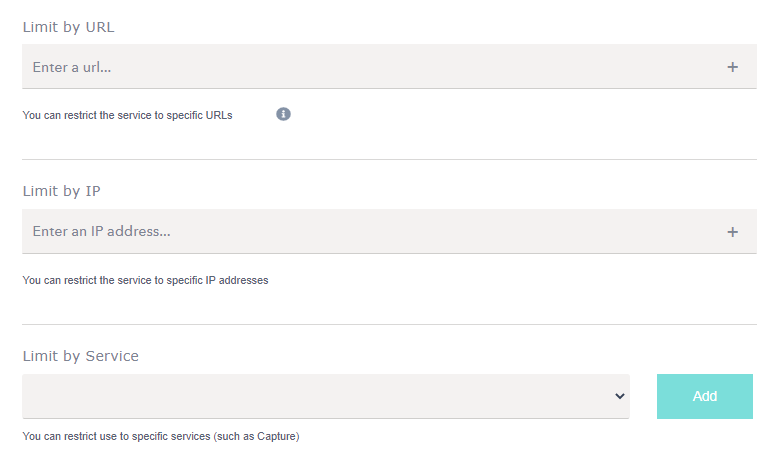 Limit by URL
Enter a url...
+
You can restrict the service to specific URLs
Limit by IP
Enter an IP address...
+
You can restrict the service to specific IP addresses
Limit by Service
Add
You can restrict use to specific services (such as Capture)